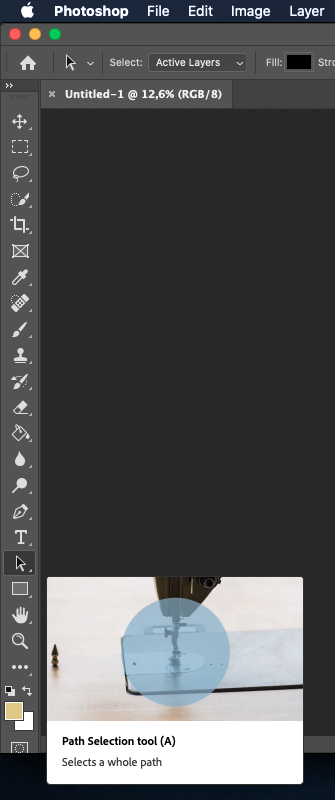 Photoshop File Edit Image Layer
Select: Active Layers Fill:
Untitled-1 @ 12,6% (RGB/8)
Path Selection tool (A)
Selects a whole path